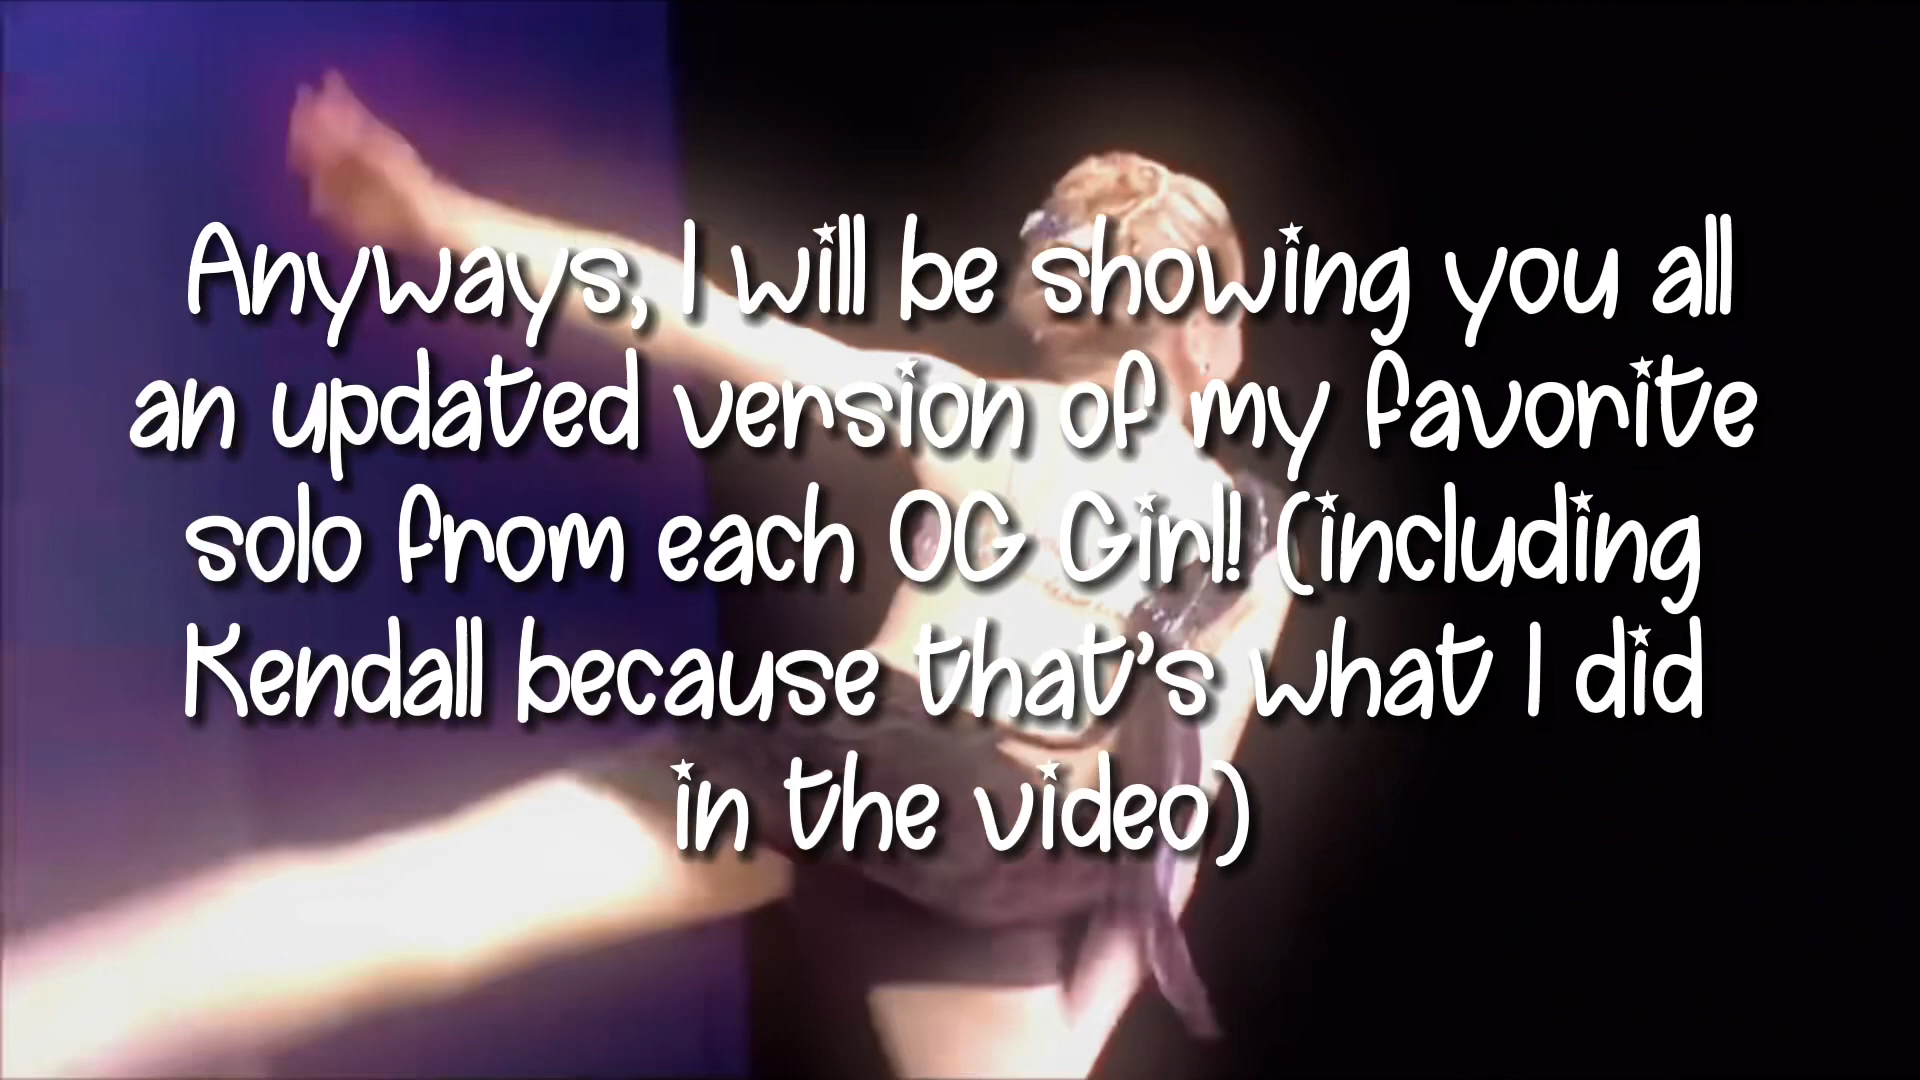 Anyways, I will be showing you all
an updated version of my favorite
solo from each OG Girl! (including
Kendall because that's what I did
in the video)